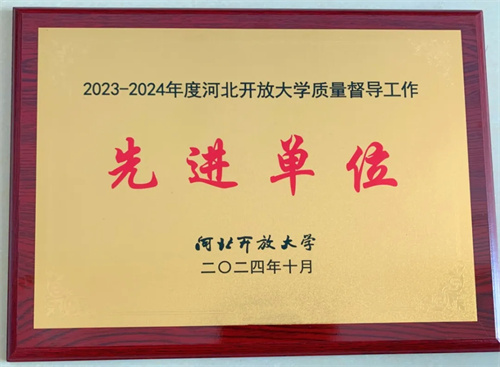 2023-2024年度河北开放大学质量督导工作
先进单位
河北开放大学
二〇二四年十月